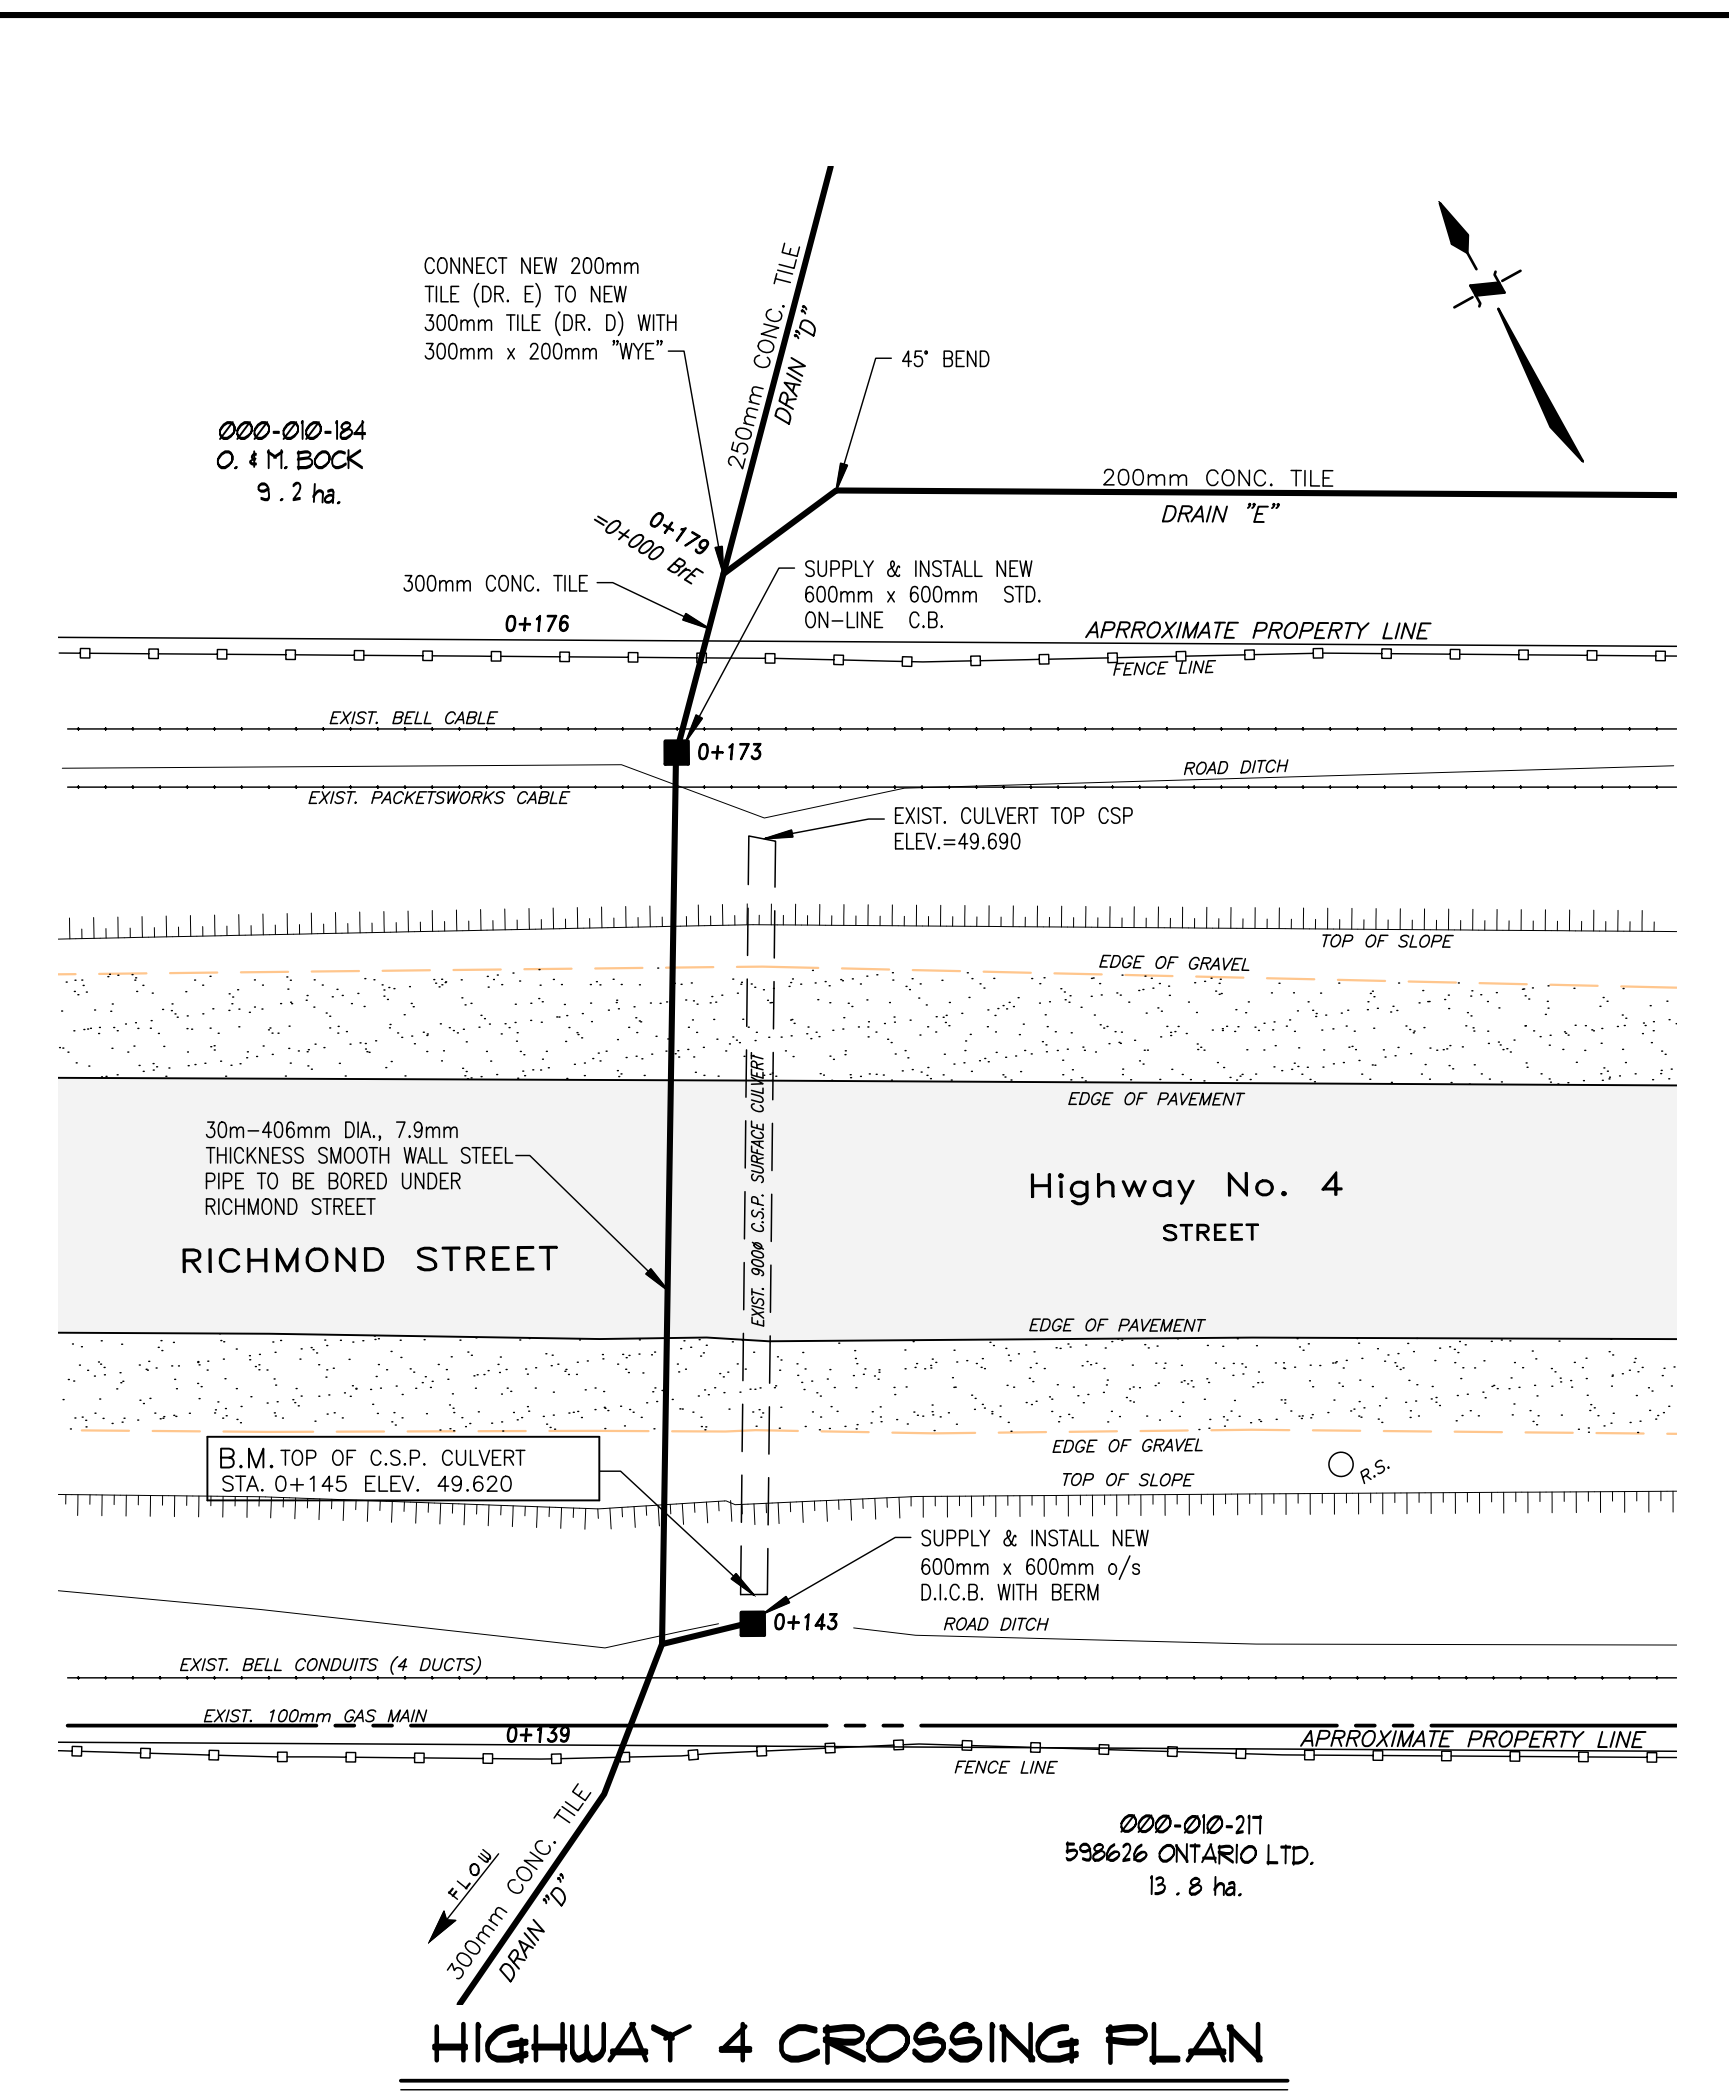 CONNECT NEW 200mm
TILE (DR. E) TO NEW
300mm TILE (DR. D) WITH
300mm x 200mm "WYE"
250mm CONC. TILE
DRAIN "D"
45° BEND
000-010-184
O. & M. BOCK
9.2 ha.
200mm CONC. TILE
DRAIN "E"
0+179
=0+000 BrE
300mm CONC. TILE
SUPPLY & INSTALL NEW
600mm x 600mm STD.
ON-LINE C.B.
0+176
APRROXIMATE PROPERTY LINE
FENCE LINE
EXIST. BELL CABLE
0+173
ROAD DITCH
EXIST. PACKETSWORKS CABLE
EXIST. CULVERT TOP CSP
ELEV.=49.690
TOP OF SLOPE
EDGE OF GRAVEL
EDGE OF PAVEMENT
30m-406mm DIA., 7.9mm
THICKNESS SMOOTH WALL STEEL
PIPE TO BE BORED UNDER
RICHMOND STREET
EXIST. 900ø C.S.P. SURFACE CULVERT
Highway No. 4
STREET
RICHMOND STREET
EDGE OF PAVEMENT
EDGE OF GRAVEL
TOP OF SLOPE
R.S.
B.M. TOP OF C.S.P. CULVERT
STA. 0+145 ELEV. 49.620
SUPPLY & INSTALL NEW
600mm x 600mm o/s
D.I.C.B. WITH BERM
0+143
ROAD DITCH
EXIST. BELL CONDUITS (4 DUCTS)
EXIST. 100mm GAS MAIN
0+139
APRROXIMATE PROPERTY LINE
FENCE LINE
FLOW
300mm CONC. TILE
DRAIN "D"
000-010-217
598626 ONTARIO LTD.
13.8 ha.
HIGHWAY 4 CROSSING PLAN